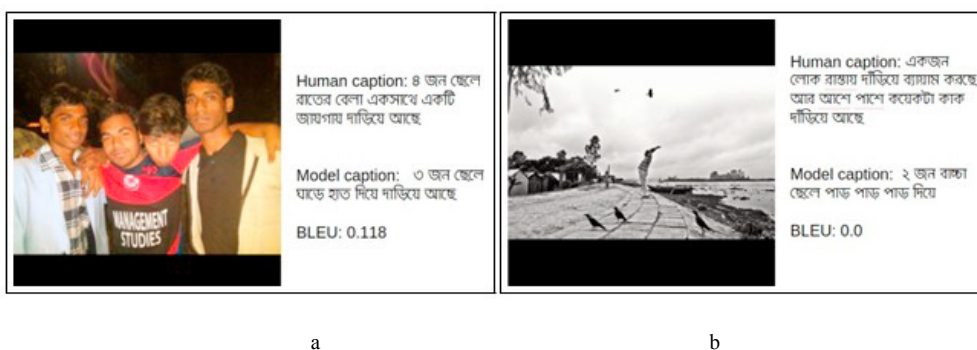 Human caption: ৪ জন ছেলে
রাতের বেলা একসাথে একটি
জায়গায় দাড়িয়ে আছে
Model caption: ৩ জন ছেলে
ঘাড়ে হাত দিয়ে দাড়িয়ে আছে
BLEU: 0.118
MANAGEMENT
STUDIES
Human caption: একজন
লোক রাস্তায় দাঁড়িয়ে ব্যায়াম করছে
আর আশে পাশে কয়েকটা কাক
দাঁড়িয়ে আছে
Model caption: ২ জন বাচ্চা
ছেলে পাড় পাড় পাড় দিয়ে
BLEU: 0.0
a
b